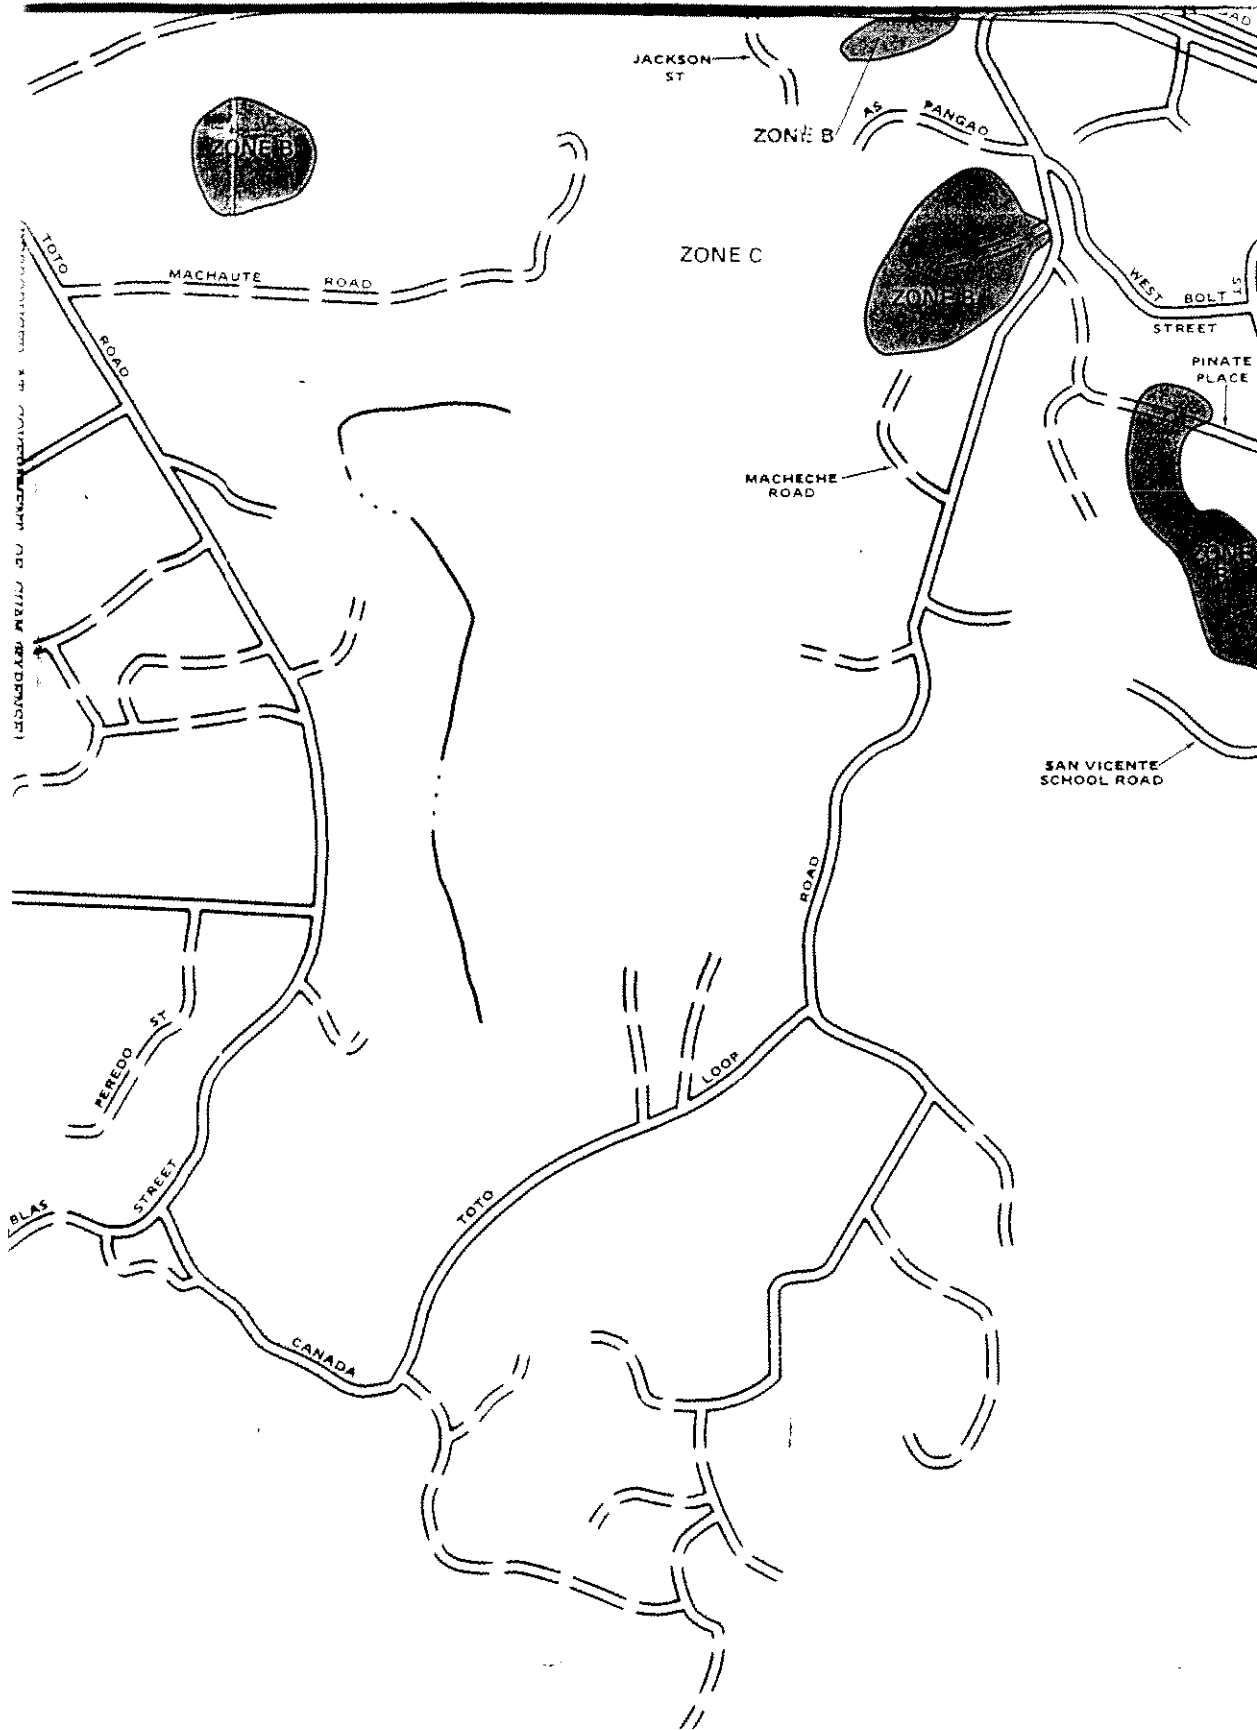 JACKSON
ST
ZONE B
AS PANGAO
ZONE B
ZONE C
TOTO
MACHAUTE ROAD
ROAD
ZONE B
WEST
BOLT
ST
STREET
PINATE
PLACE
MACHECHE
ROAD
ZONE
B
SAN VICENTE
SCHOOL ROAD
ROAD
PEREDO ST
LOOP
TOTO
BLAS
STREET
CANADA